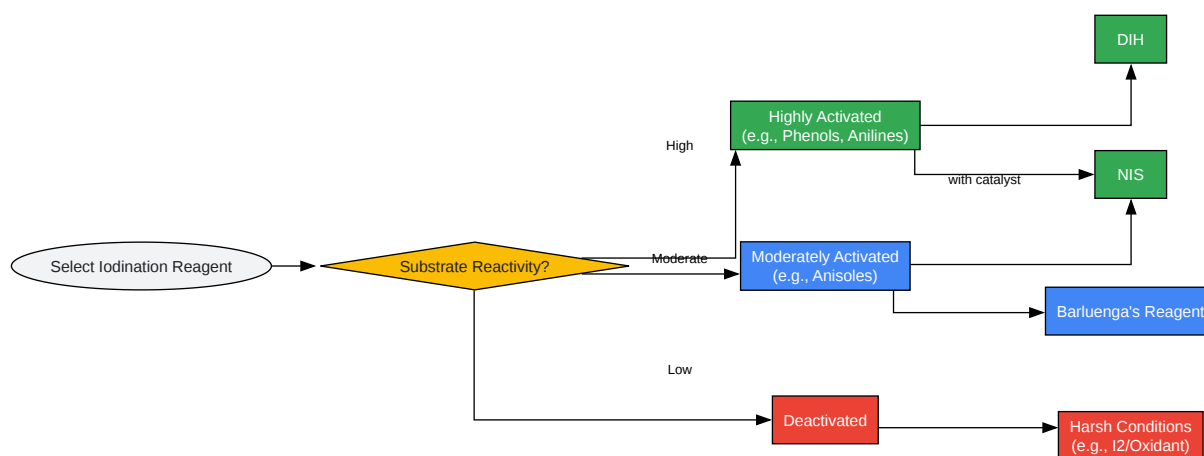 DIH
Highly Activated
(e.g., Phenols, Anilines)
High
with catalyst
NIS
Select Iodination Reagent
Substrate Reactivity?
Moderate
Moderately Activated
(e.g., Anisoles)
Barluenga's Reagent
Low
Deactivated
Harsh Conditions
(e.g., I2/Oxidant)